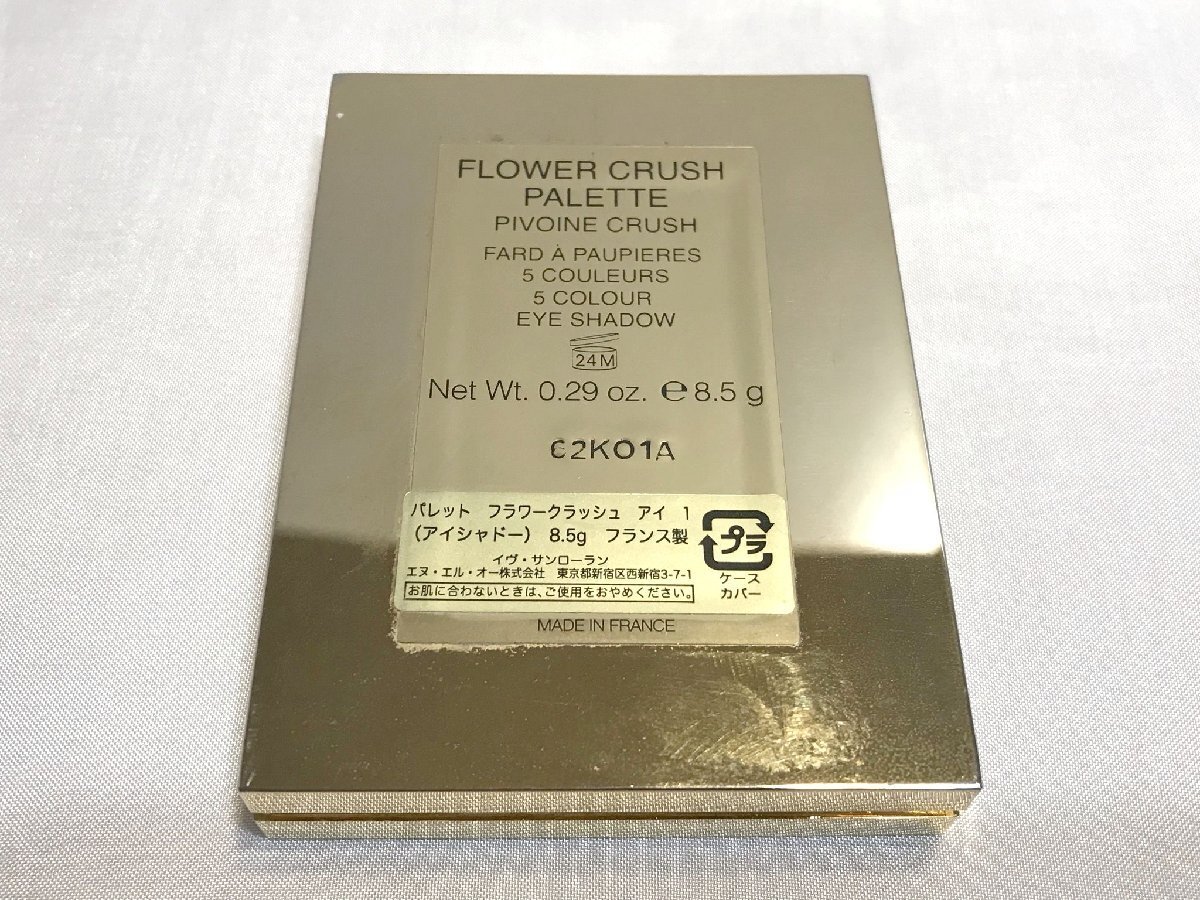 FLOWER CRUSH
PALETTE
PIVOINE CRUSH
FARD À PAUPIERES
5 COULEURS
5 COLOUR
EYE SHADOW
24M
Net Wt. 0.29 oz. ℮ 8.5 g
62K01A
パレット フラワークラッシュ アイ 1
(アイシャドー) 8.5g フランス製
イヴ・サンローラン
エヌ・エル・オー株式会社 東京都新宿区西新宿3-7-1
お肌に合わないときは、ご使用をおやめください。
プラ
ケース
カバー
MADE IN FRANCE